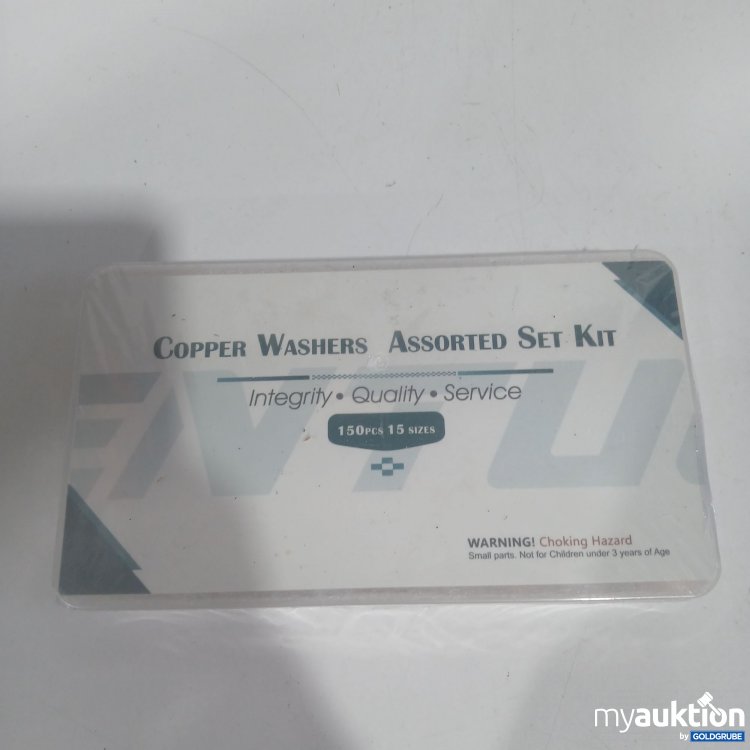 COPPER WASHERS ASSORTED SET KIT
Integrity • Quality • Service
150PCS 15 SIZES
WARNING! Choking Hazard
Small parts. Not for Children under 3 years of Age
myauktion
by GOLDGRUBE